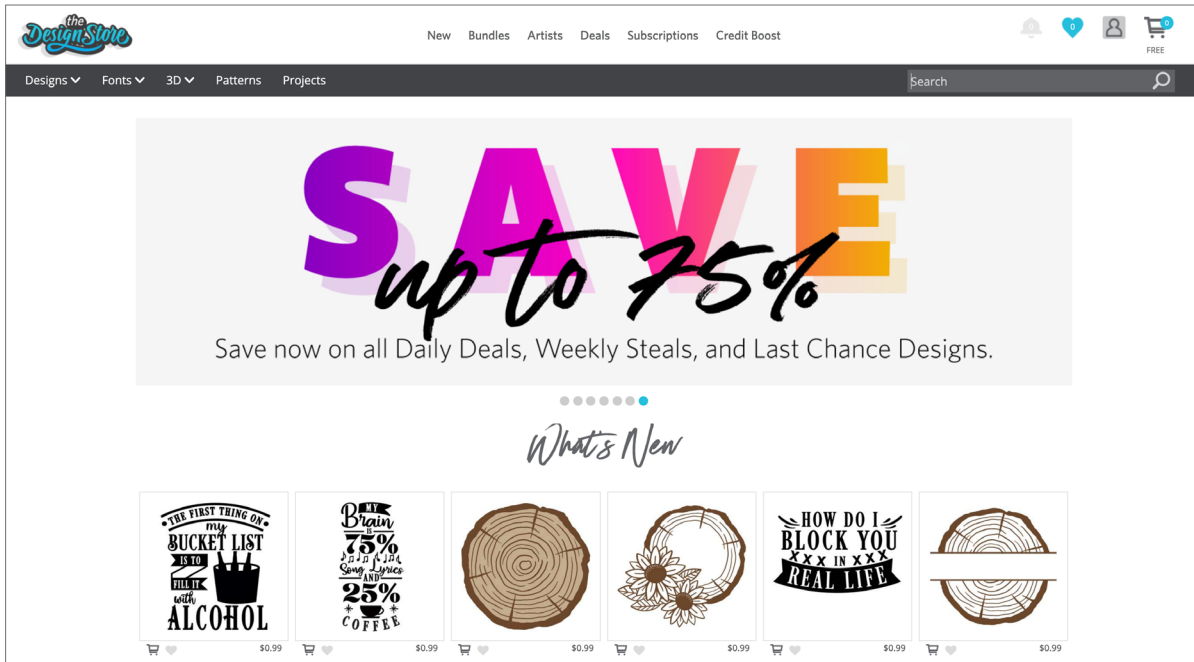 the
Design Store
New Bundles Artists Deals Subscriptions Credit Boost
0
0
0
FREE
Designs Fonts 3D Patterns Projects
Search
SAVE
up to 75%
Save now on all Daily Deals, Weekly Steals, and Last Chance Designs.
What's New
THE FIRST THING ON
my
BUCKET LIST
IS TO
FILL IT
with
ALCOHOL
MY
Brain
IS
75%
Song Lyrics
AND
25%
COFFEE
HOW DO I
BLOCK YOU
XXX IN XXX
REAL LIFE
$0.99
$0.99
$0.99
$0.99
$0.99
$0.99